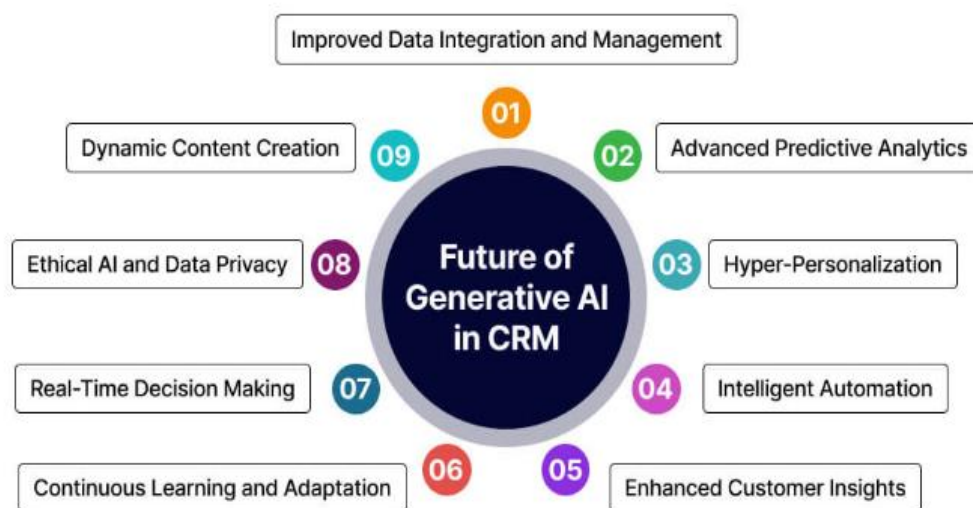 Improved Data Integration and Management
01
09
Dynamic Content Creation
02
Advanced Predictive Analytics
Ethical AI and Data Privacy
08
Future of
Generative AI
in CRM
03
Hyper-Personalization
Real-Time Decision Making
07
04
Intelligent Automation
Continuous Learning and Adaptation
06
05
Enhanced Customer Insights